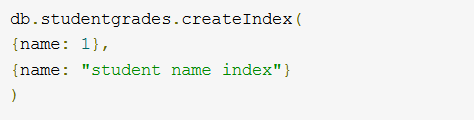 db.studentgrades.createIndex(
{name: 1},
{name: "student name index"}
)